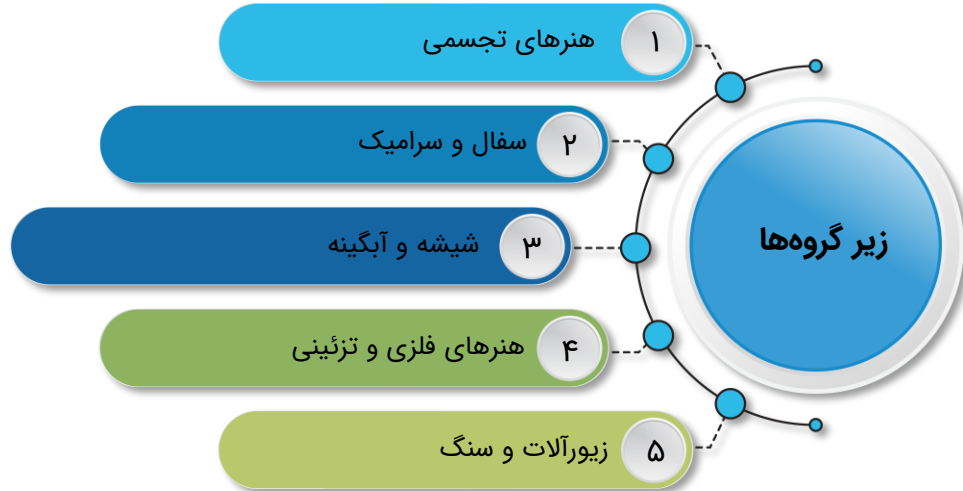 زیر گروه‌ها
۱ هنرهای تجسمی
۲ سفال و سرامیک
۳ شیشه و آبگینه
۴ هنرهای فلزی و تزئینی
۵ زیورآلات و سنگ